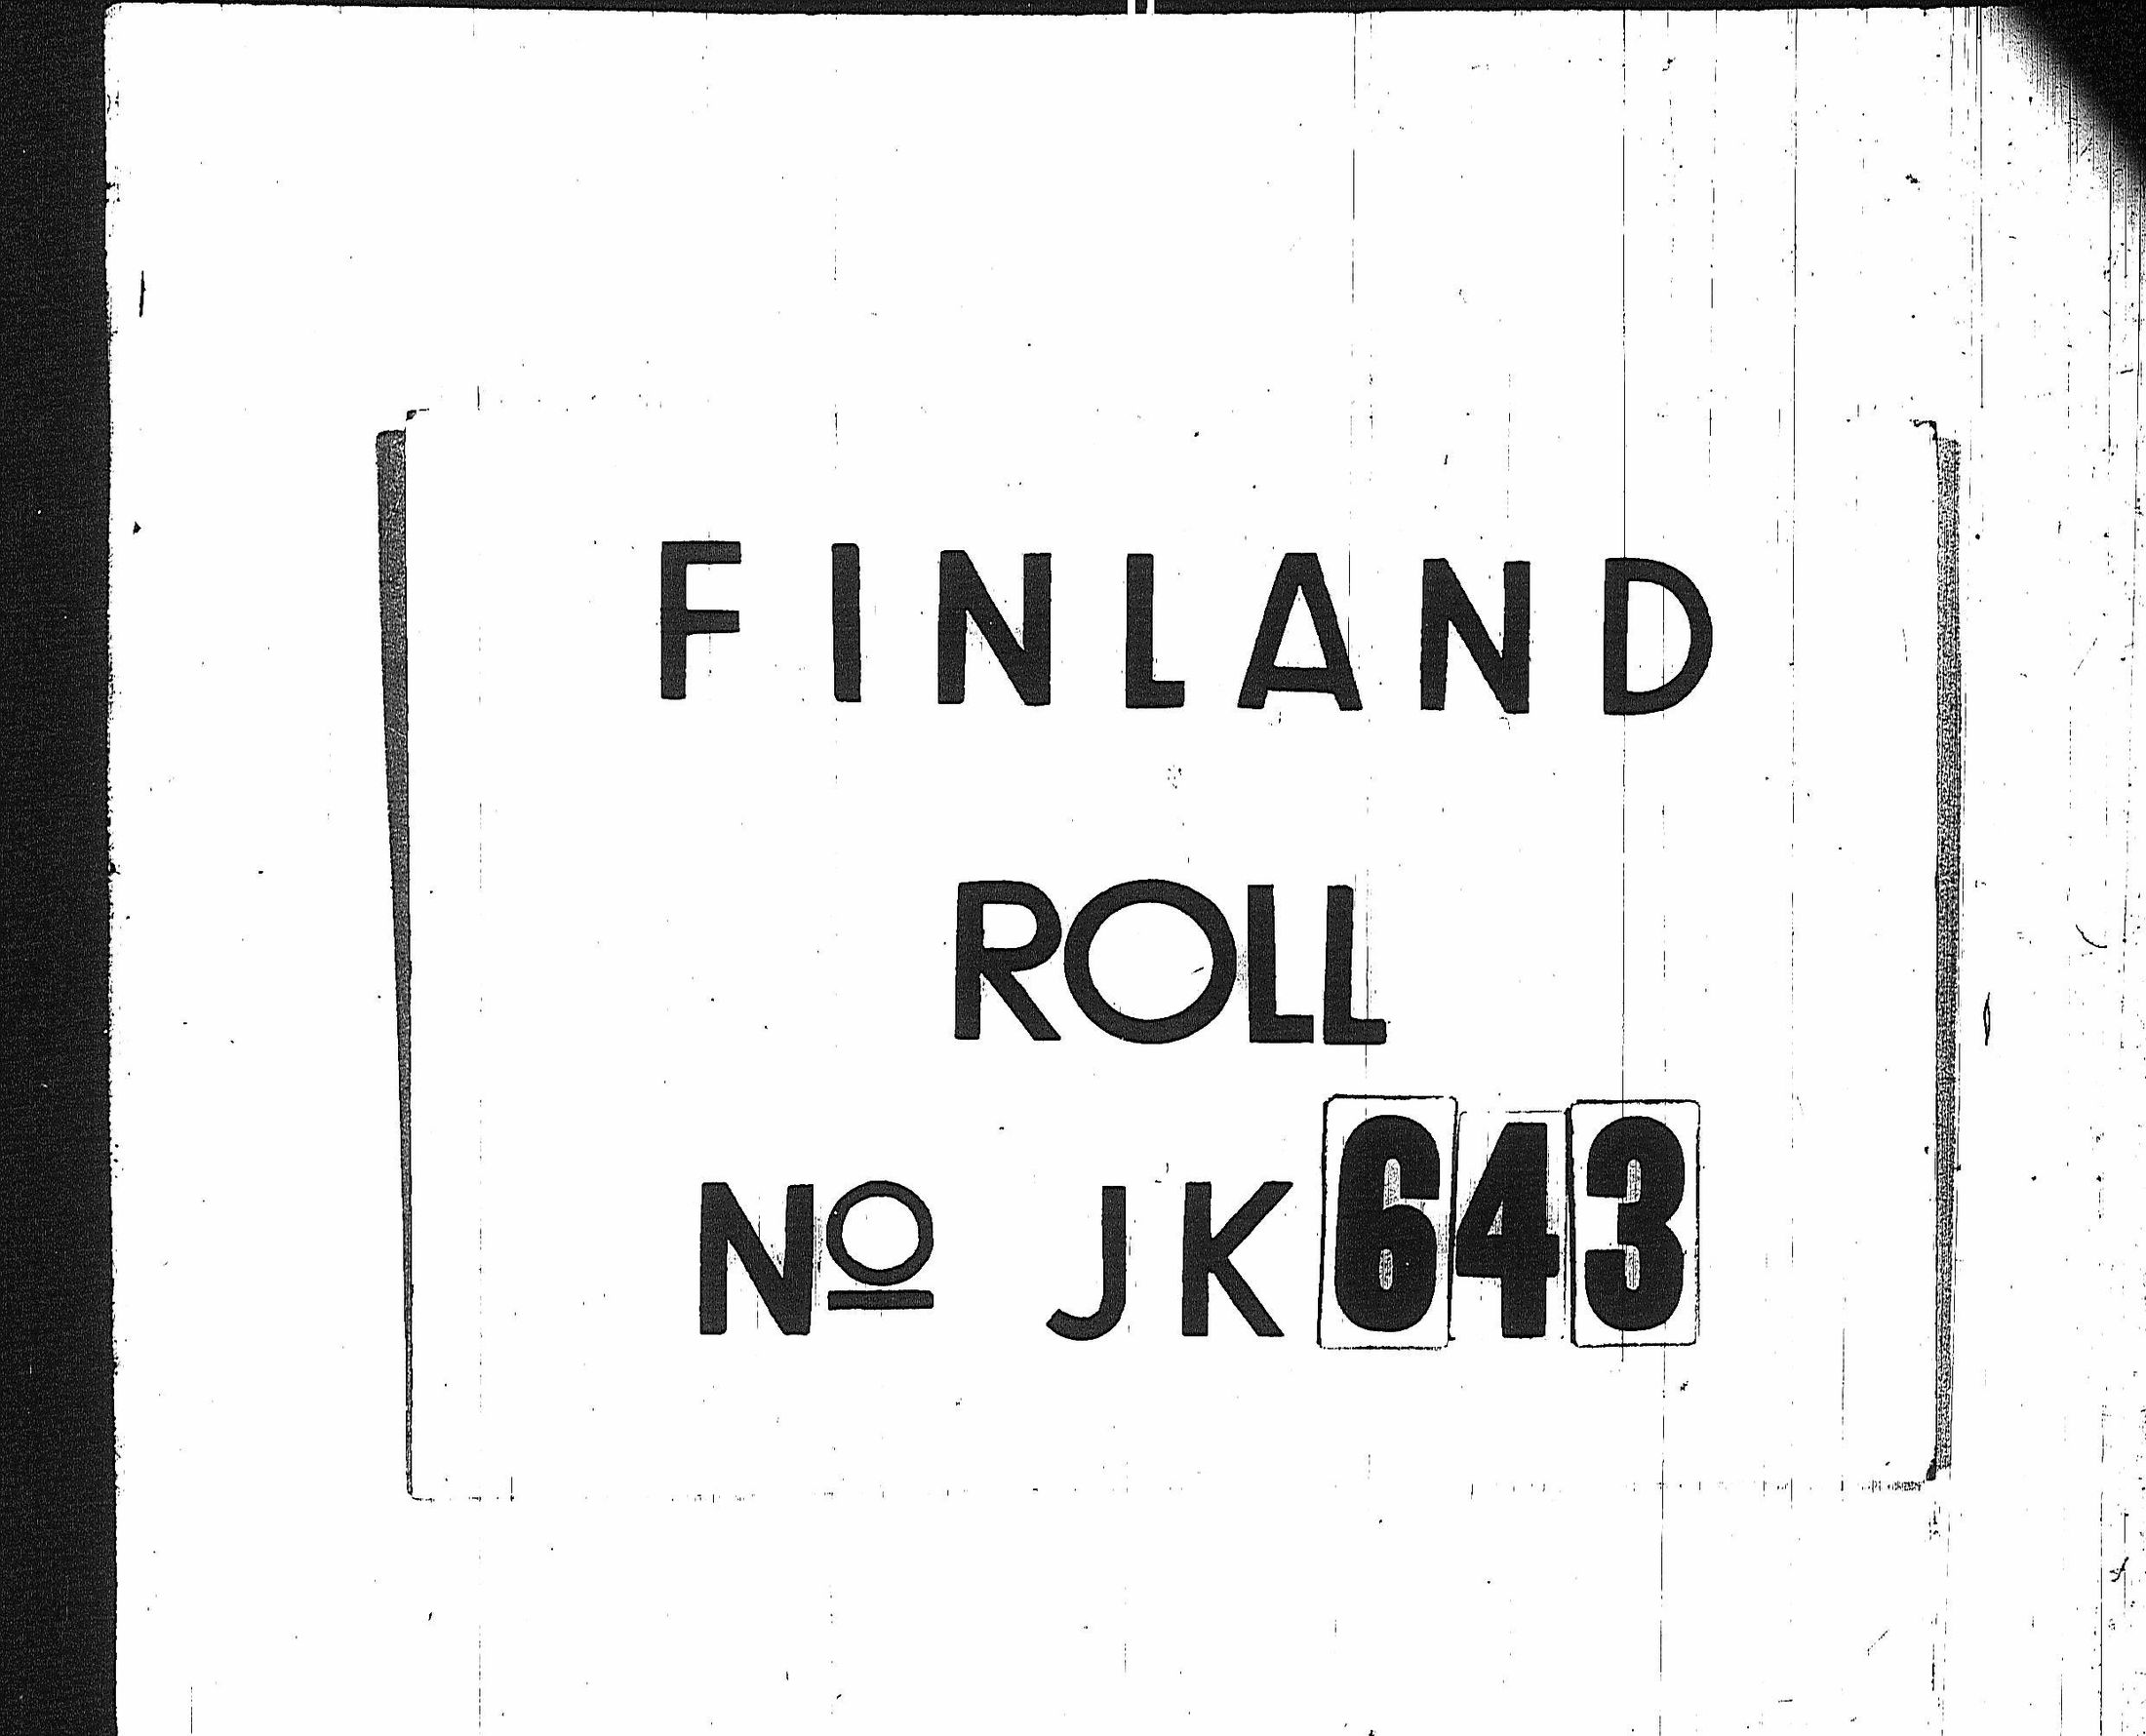 FINLAND
ROLL
Nº JK 643